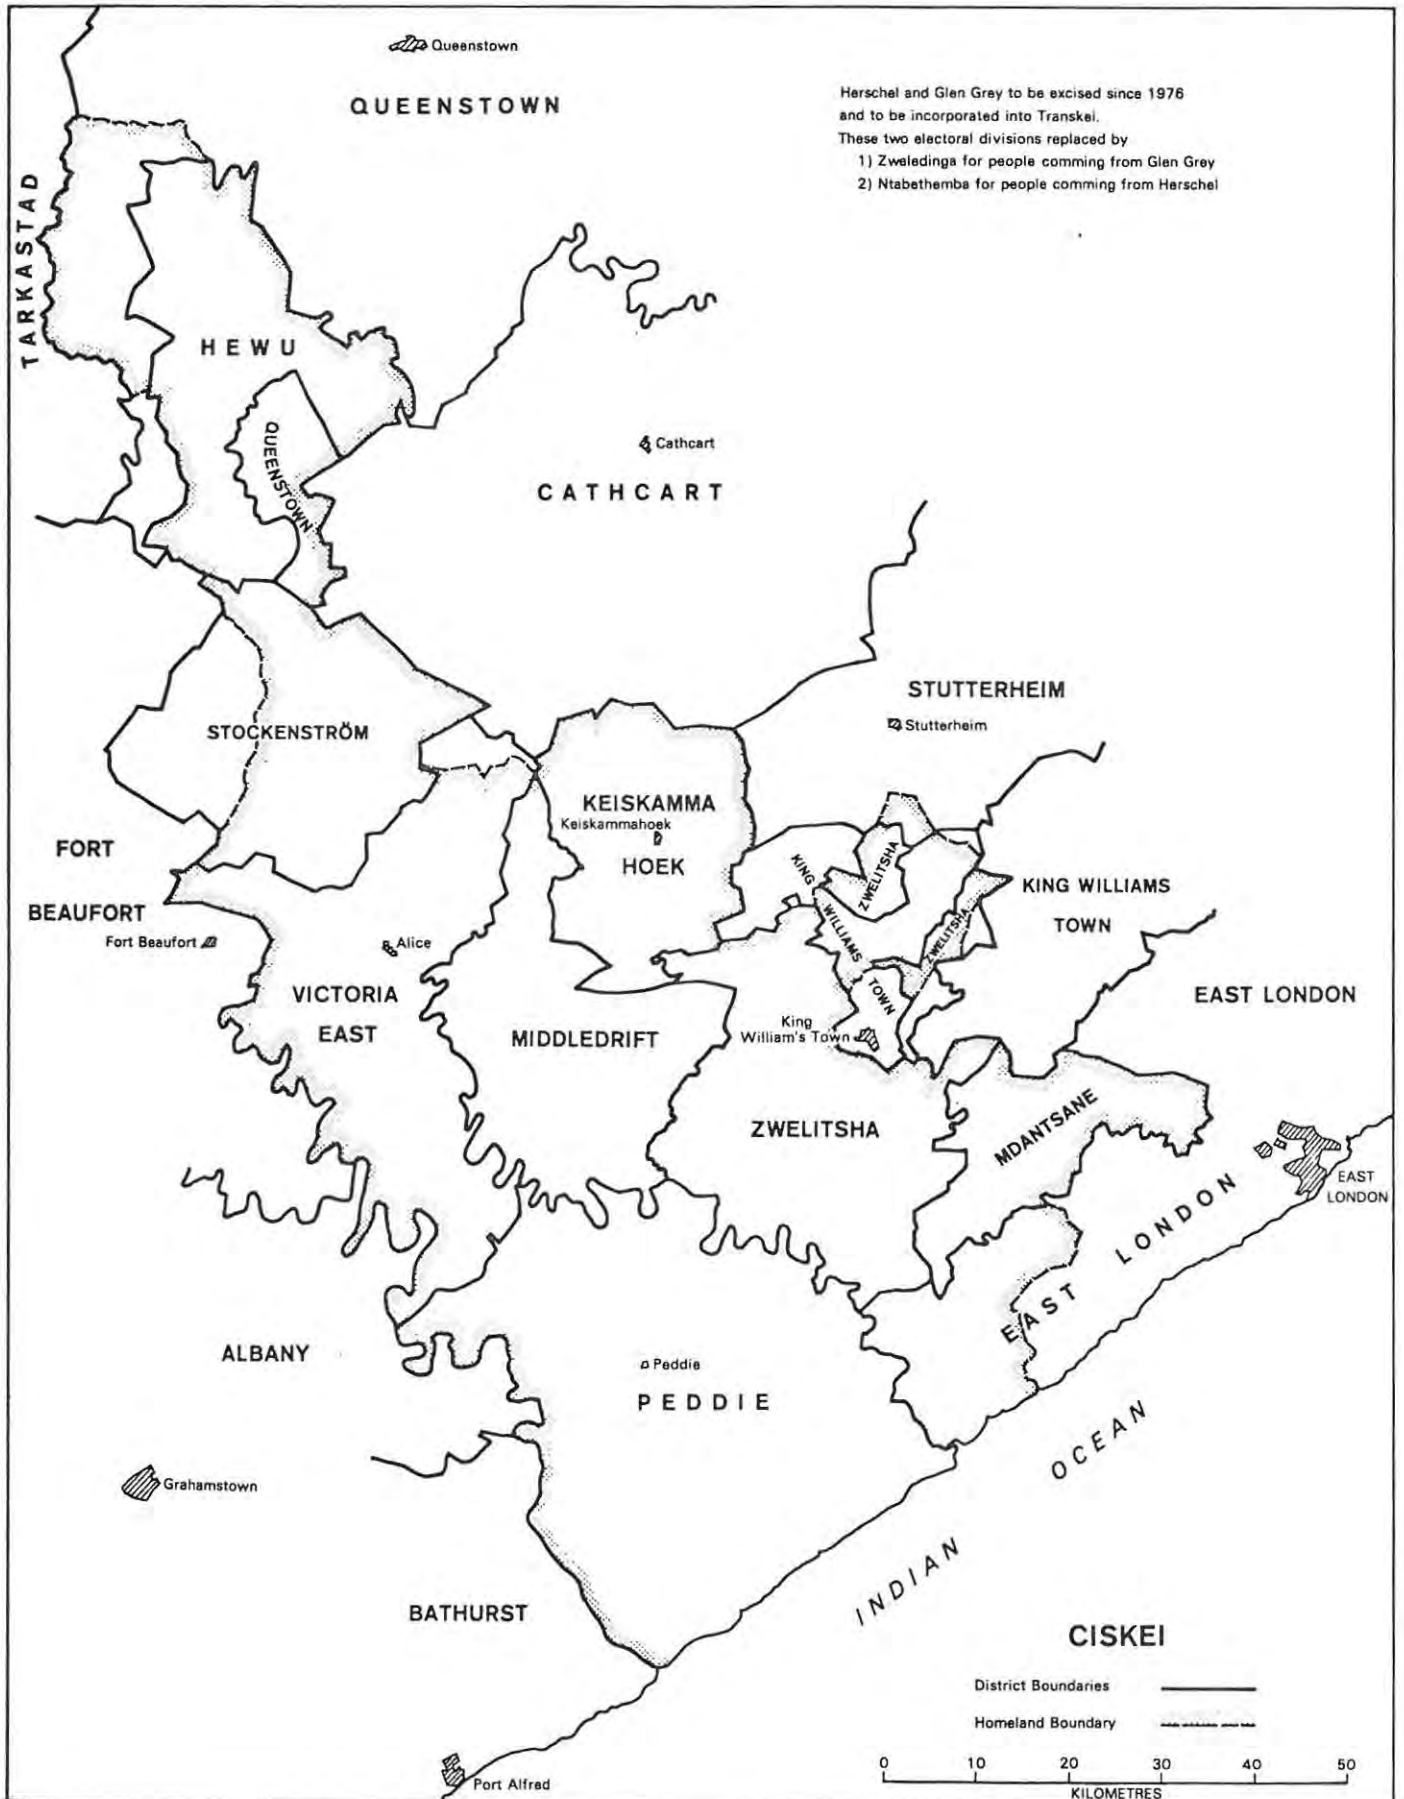 Queenstown
QUEENSTOWN
Herschel and Glen Grey to be excised since 1976
and to be incorporated into Transkei.
These two electoral divisions replaced by
1) Zweledinga for people comming from Glen Grey
2) Ntabethemba for people comming from Herschel
TARKASTAD
HEWU
QUEENSTOWN
Cathcart
CATHCART
STUTTERHEIM
Stutterheim
STOCKENSTRÖM
KEISKAMMA
Keiskammahoek
HOEK
FORT
BEAUFORT
Fort Beaufort
KING
WILLIAMS
TOWN
ZWELITSHA
ZWELITSHA
KING WILLIAMS
TOWN
Alice
VICTORIA
EAST
MIDDLEDRIFT
King
William's Town
EAST LONDON
ZWELITSHA
MDANTSANE
EAST
LONDON
EAST LONDON
ALBANY
Peddie
PEDDIE
Grahamstown
INDIAN OCEAN
BATHURST
CISKEI
District Boundaries
Homeland Boundary
0 10 20 30 40 50
KILOMETRES
Port Alfred